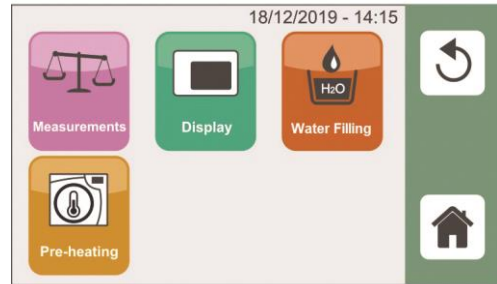 18/12/2019 - 14:15
Measurements
Display
H2O
Water Filling
Pre-heating